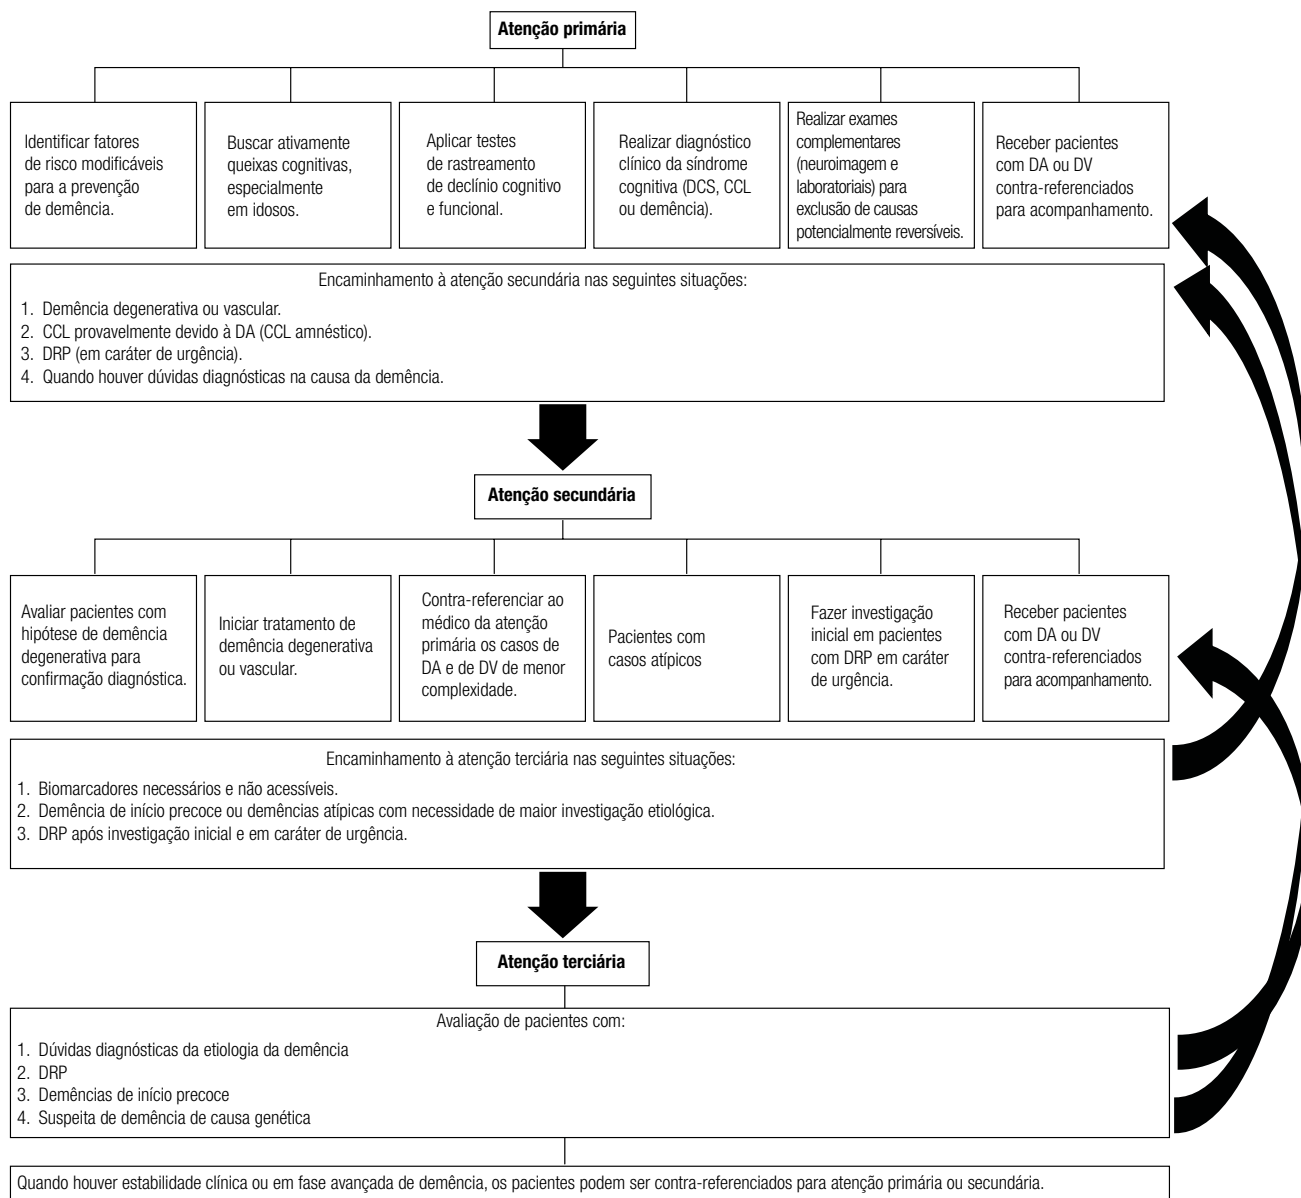 Atenção primária
Identificar fatores
de risco modificáveis
para a prevenção
de demência.
Buscar ativamente
queixas cognitivas,
especialmente
em idosos.
Aplicar testes
de rastreamento
de declínio cognitivo
e funcional.
Realizar diagnóstico
clínico da síndrome
cognitiva (DCS, CCL
ou demência).
Realizar exames
complementares
(neuroimagem e
laboratoriais) para
exclusão de causas
potencialmente reversíveis.
Receber pacientes
com DA ou DV
contra-referenciados
para acompanhamento.
Encaminhamento à atenção secundária nas seguintes situações:
1. Demência degenerativa ou vascular.
2. CCL provavelmente devido à DA (CCL amnéstico).
3. DRP (em caráter de urgência).
4. Quando houver dúvidas diagnósticas na causa da demência.
Atenção secundária
Avaliar pacientes com
hipótese de demência
degenerativa para
confirmação diagnóstica.
Iniciar tratamento de
demência degenerativa
ou vascular.
Contra-referenciar ao
médico da atenção
primária os casos de
DA e de DV de menor
complexidade.
Pacientes com
casos atípicos
Fazer investigação
inicial em pacientes
com DRP em caráter
de urgência.
Receber pacientes
com DA ou DV
contra-referenciados
para acompanhamento.
Encaminhamento à atenção terciária nas seguintes situações:
1. Biomarcadores necessários e não acessíveis.
2. Demência de início precoce ou demências atípicas com necessidade de maior investigação etiológica.
3. DRP após investigação inicial e em caráter de urgência.
Atenção terciária
Avaliação de pacientes com:
1. Dúvidas diagnósticas da etiologia da demência
2. DRP
3. Demências de início precoce
4. Suspeita de demência de causa genética
Quando houver estabilidade clínica ou em fase avançada de demência, os pacientes podem ser contra-referenciados para atenção primária ou secundária.